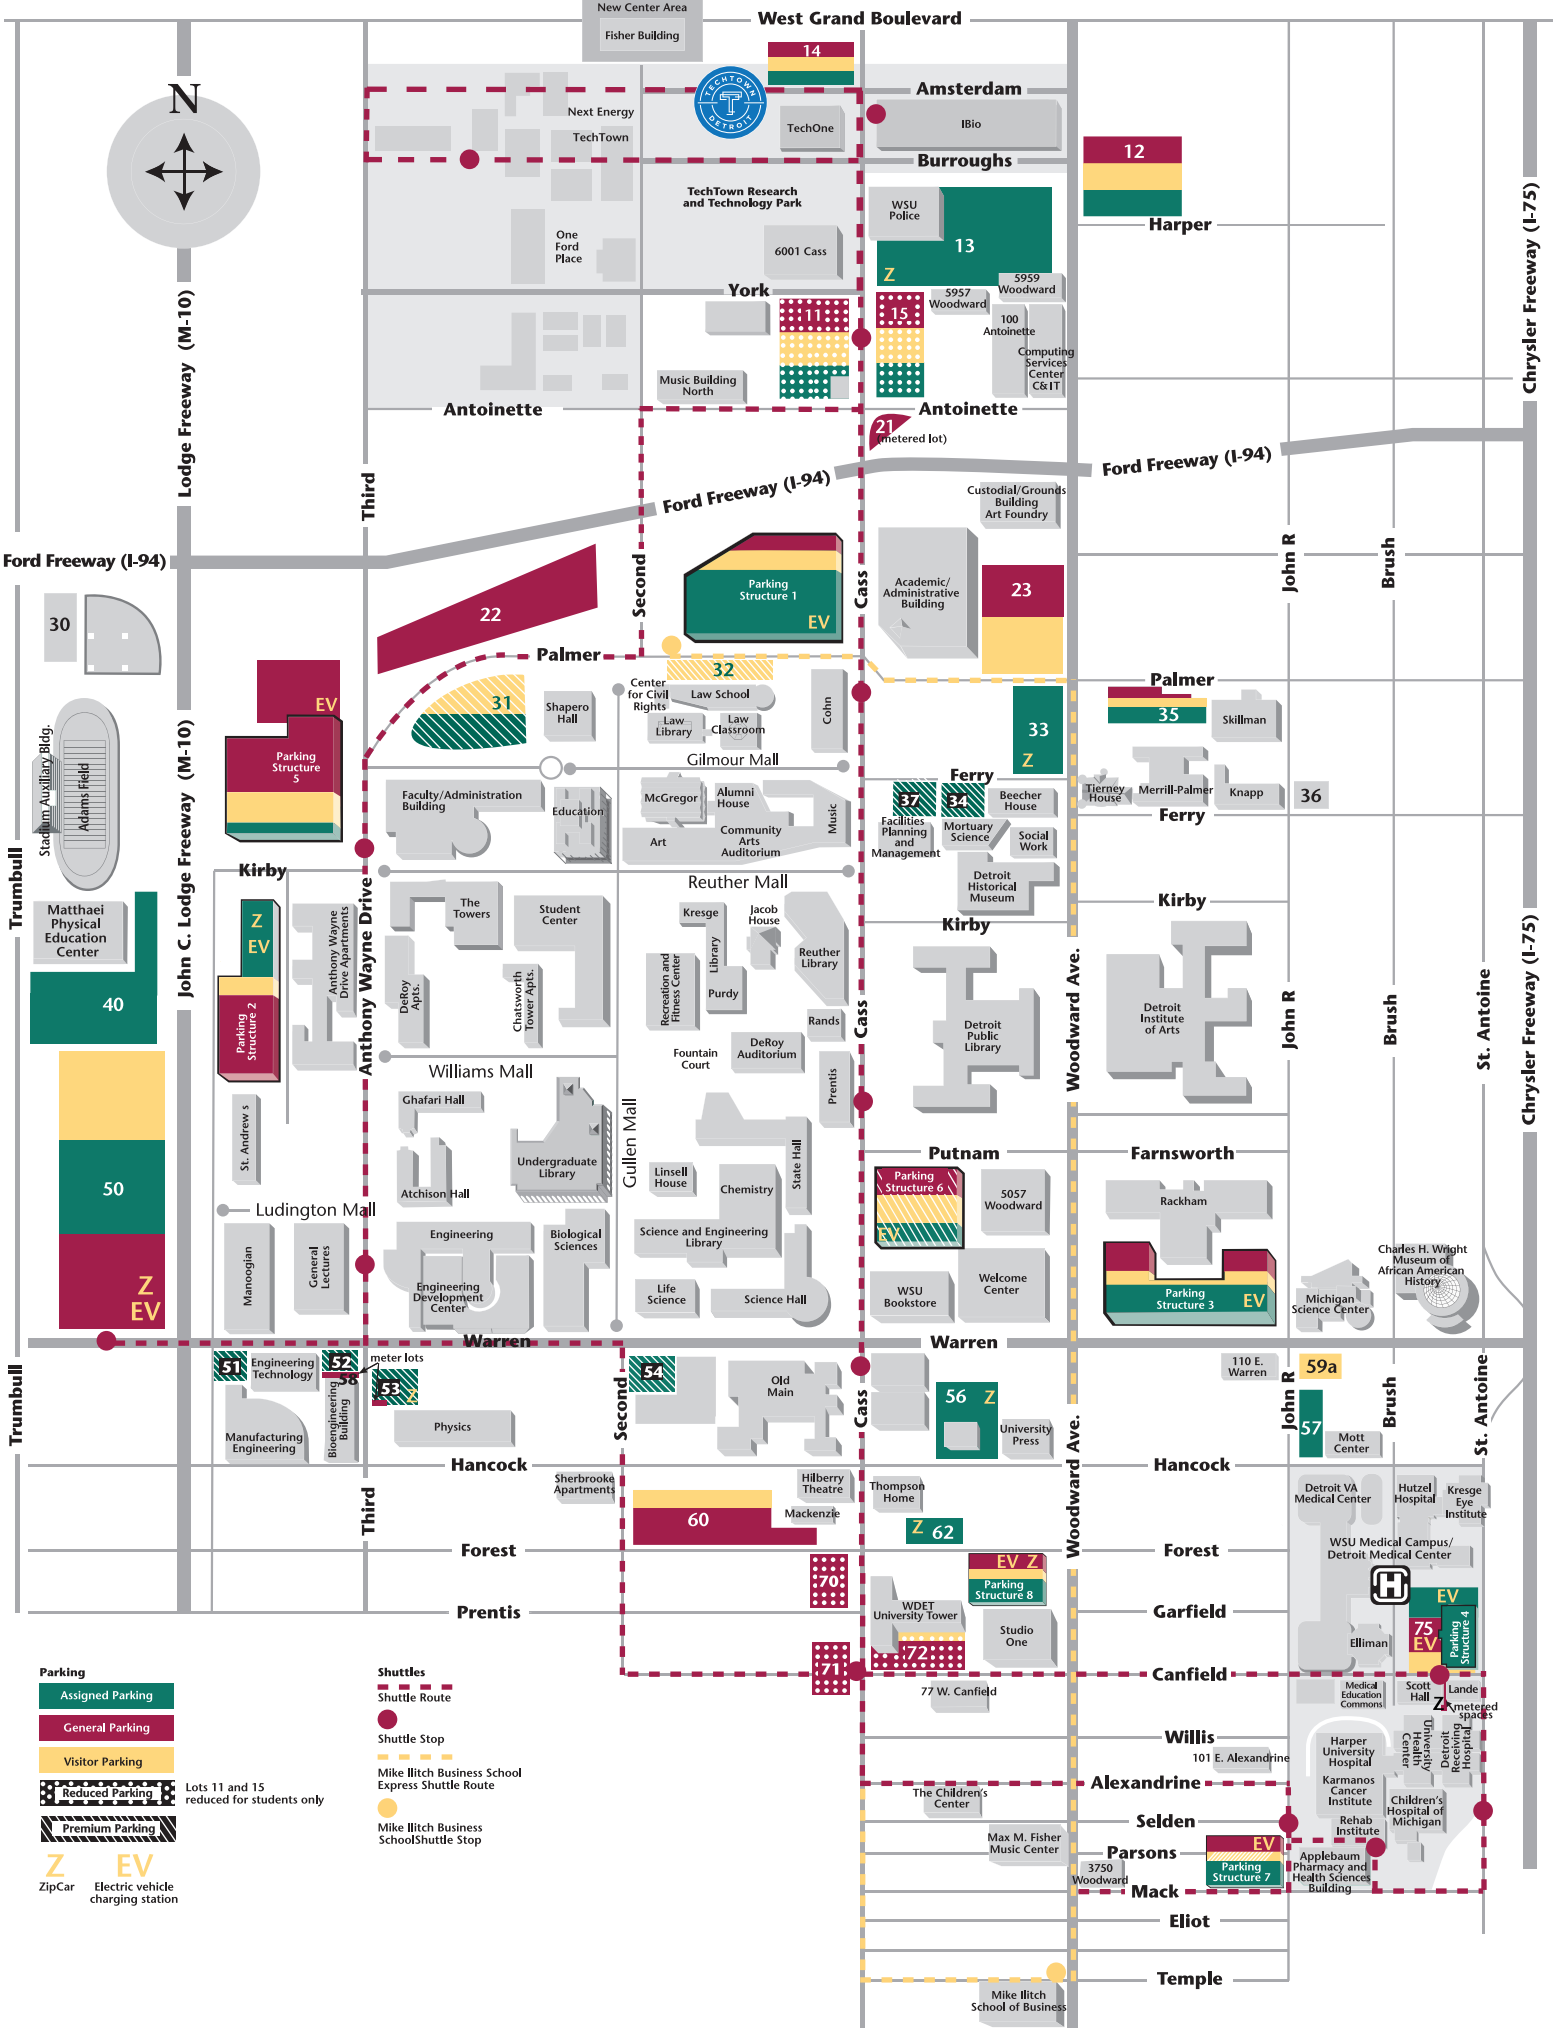 New Center Area
Fisher Building
West Grand Boulevard
14
TECHTOWN
T
DETROIT
Amsterdam
N
Next Energy
TechTown
TechOne
IBio
Burroughs
12
TechTown Research
and Technology Park
WSU
Police
13
Z
Harper
One
Ford
Place
6001 Cass
York
5959
Woodward
5957
Woodward
11
15
100
Antoinette
Computing
Services
Center
C&IT
Music Building
North
Antoinette
Antoinette
21
(metered lot)
Lodge Freeway (M-10)
Third
Chrysler Freeway (I-75)
Ford Freeway (I-94)
Ford Freeway (I-94)
Ford Freeway (I-94)
Custodial/Grounds
Building
Art Foundry
Second
Cass
John R
Brush
Parking
Structure 1
EV
Academic/
Administrative
Building
23
22
30
Palmer
32
Palmer
31
Shapero
Hall
Center
for Civil
Rights
Law School
Law
Library
Law
Classroom
Cohn
33
Z
35
Skillman
EV
Parking
Structure
5
Stadium Auxilliary Bldg.
Adams Field
John C. Lodge Freeway (M-10)
Gilmour Mall
Ferry
Faculty/Administration
Building
Education
McGregor
Alumni
House
Music
Art
Community
Arts
Auditorium
37
34
Beecher
House
Facilities
Planning
and
Management
Mortuary
Science
Social
Work
Tierney
House
Merrill-Palmer
Knapp
36
Ferry
Trumbull
Kirby
Reuther Mall
Detroit
Historical
Museum
Kirby
Kirby
Matthaei
Physical
Education
Center
40
Z
EV
Parking
Structure 2
Anthony Wayne
Drive Apartments
Anthony Wayne Drive
The
Towers
Student
Center
DeRoy
Apts.
Chatsworth
Tower Apts.
Kresge
Library
Purdy
Jacob
House
Reuther
Library
Recreation and
Fitness Center
Rands
DeRoy
Auditorium
Fountain
Court
Prentis
Cass
Detroit
Public
Library
Woodward Ave.
Detroit
Institute
of Arts
John R
Brush
St. Antoine
Chrysler Freeway (I-75)
Williams Mall
Ghafari Hall
St. Andrew s
Atchison Hall
Undergraduate
Library
Gullen Mall
Linsell
House
Chemistry
State Hall
Putnam
Farnsworth
50
Z
EV
Ludington Mall
Parking
Structure 6
EV
5057
Woodward
Rackham
Manoogian
General
Lectures
Engineering
Engineering
Development
Center
Biological
Sciences
Science and Engineering
Library
Life
Science
Science Hall
WSU
Bookstore
Welcome
Center
Parking
Structure 3
EV
Michigan
Science Center
Charles H. Wright
Museum of
African American
History
Warren
Warren
51
Engineering
Technology
52
58
meter lots
53
Z
54
Old
Main
110 E.
Warren
59a
Trumbull
Manufacturing
Engineering
Bioengineering
Building
Physics
Second
Cass
56
Z
University
Press
Woodward Ave.
John R
57
Mott
Center
Brush
St. Antoine
Hancock
Hancock
Third
Sherbrooke
Apartments
Hilberry
Theatre
Mackenzie
Thompson
Home
60
Z 62
Detroit VA
Medical Center
Hutzel
Hospital
Kresge
Eye
Institute
WSU Medical Campus/
Detroit Medical Center
Forest
Forest
70
EV Z
Parking
Structure 8
H
EV
75
EV
Parking
Structure 4
Prentis
WDET
University Tower
72
Studio
One
Garfield
Elliman
71
Canfield
77 W. Canfield
Medical
Education
Commons
Scott
Hall
Lande
Z
metered
spaces
Willis
101 E. Alexandrine
Harper
University
Hospital
University
Health
Center
Detroit
Receiving
Hospital
Alexandrine
Karmanos
Cancer
Institute
The Children's
Center
Children's
Hospital of
Michigan
Selden
Rehab
Institute
Max M. Fisher
Music Center
Parsons
EV
Parking
Structure 7
3750
Woodward
Applebaum
Pharmacy and
Health Sciences
Building
Mack
Eliot
Temple
Mike Ilitch
School of Business
Parking
Assigned Parking
General Parking
Visitor Parking
Reduced Parking
Lots 11 and 15
reduced for students only
Premium Parking
Z
ZipCar
EV
Electric vehicle
charging station
Shuttles
Shuttle Route
Shuttle Stop
Mike Ilitch Business School
Express Shuttle Route
Mike Ilitch Business
SchoolShuttle Stop